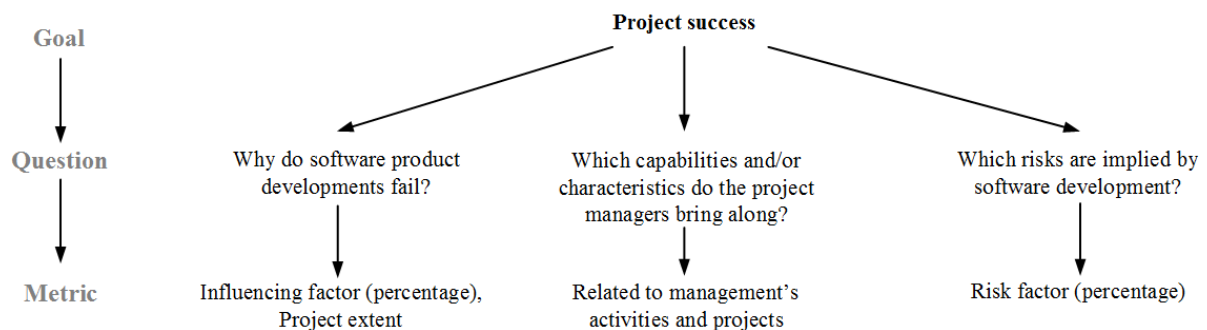 Project success
Goal
Question
Why do software product
developments fail?
Which capabilities and/or
characteristics do the project
managers bring along?
Which risks are implied by
software development?
Metric
Influencing factor (percentage),
Project extent
Related to management’s
activities and projects
Risk factor (percentage)